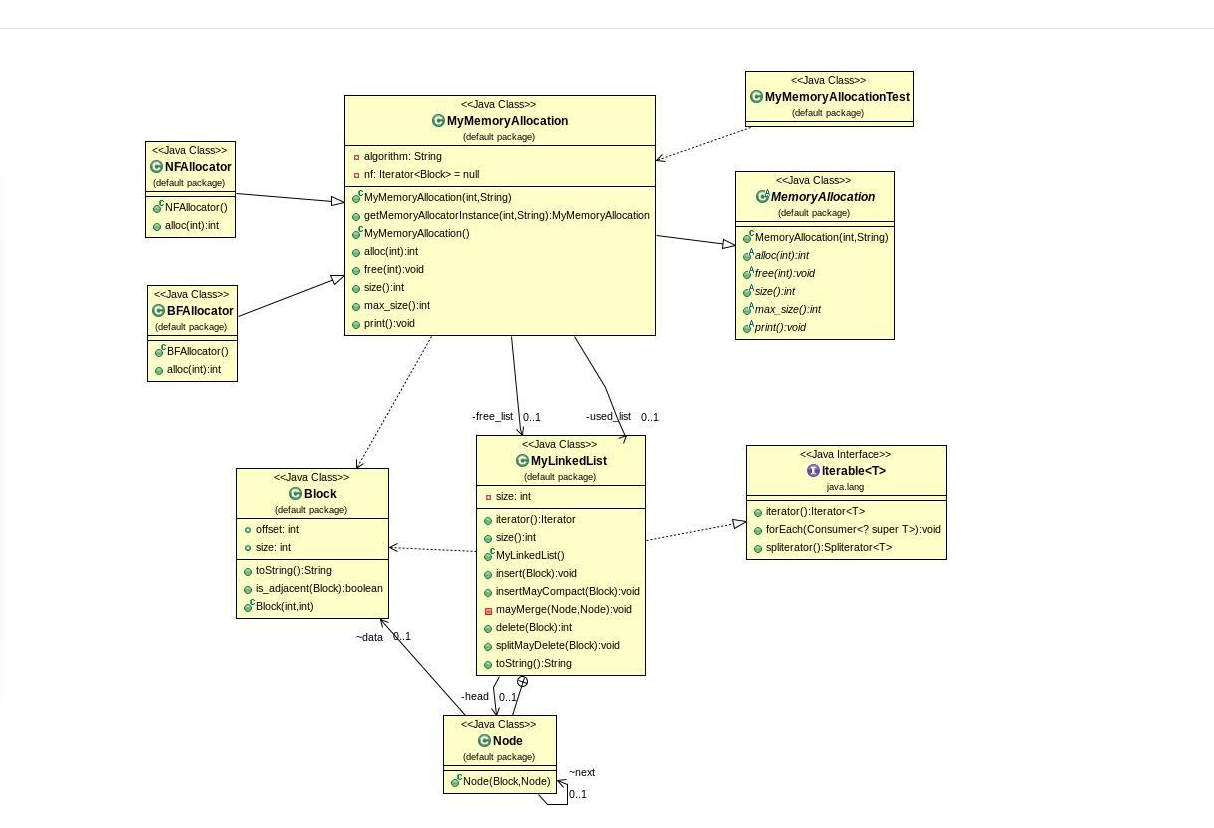 <<Java Class>>
MyMemoryAllocationTest
(default package)
<<Java Class>>
MyMemoryAllocation
(default package)
algorithm: String
nf: Iterator<Block> = null
MyMemoryAllocation(int,String)
getMemoryAllocatorInstance(int,String):MyMemoryAllocation
MyMemoryAllocation()
alloc(int):int
free(int):void
size():int
max_size():int
print():void
<<Java Class>>
NFAllocator
(default package)
NFAllocator()
alloc(int):int
<<Java Class>>
MemoryAllocation
(default package)
MemoryAllocation(int,String)
alloc(int):int
free(int):void
size():int
max_size():int
print():void
<<Java Class>>
BFAllocator
(default package)
BFAllocator()
alloc(int):int
-free_list 0..1
-used_list 0..1
<<Java Class>>
MyLinkedList
(default package)
size: int
iterator():Iterator
size():int
MyLinkedList()
insert(Block):void
insertMayCompact(Block):void
mayMerge(Node,Node):void
delete(Block):int
splitMayDelete(Block):void
toString():String
<<Java Interface>>
Iterable<T>
java.lang
iterator():Iterator<T>
forEach(Consumer<? super T>):void
spliterator():Spliterator<T>
<<Java Class>>
Block
(default package)
offset: int
size: int
toString():String
is_adjacent(Block):boolean
Block(int,int)
~data 0..1
-head 0..1
<<Java Class>>
Node
(default package)
Node(Block,Node)
~next
0..1